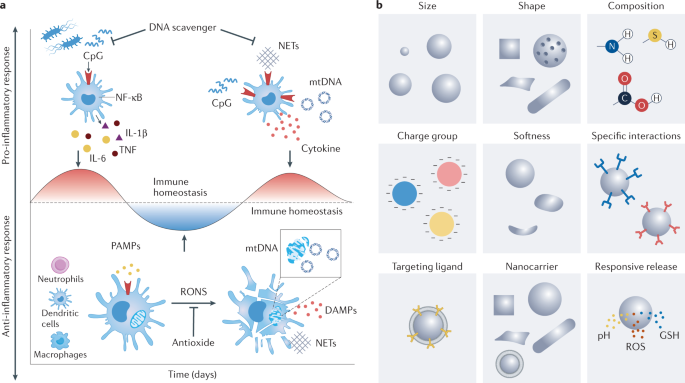 a
Pro-inflammatory response
Anti-inflammatory response
DNA scavenger
CpG
NETs
mtDNA
NF-κB
CpG
IL-1β
TNF
IL-6
Cytokine
Immune
homeostasis
Immune homeostasis
PAMPs
mtDNA
Neutrophils
RONS
Dendritic
cells
DAMPs
Antioxide
Macrophages
NETs
Time (days)
b
Size
Shape
Composition
H
N
H
S
H
O
C
O
H
Charge group
Softness
Specific interactions
Targeting ligand
Nanocarrier
Responsive release
pH
ROS
GSH